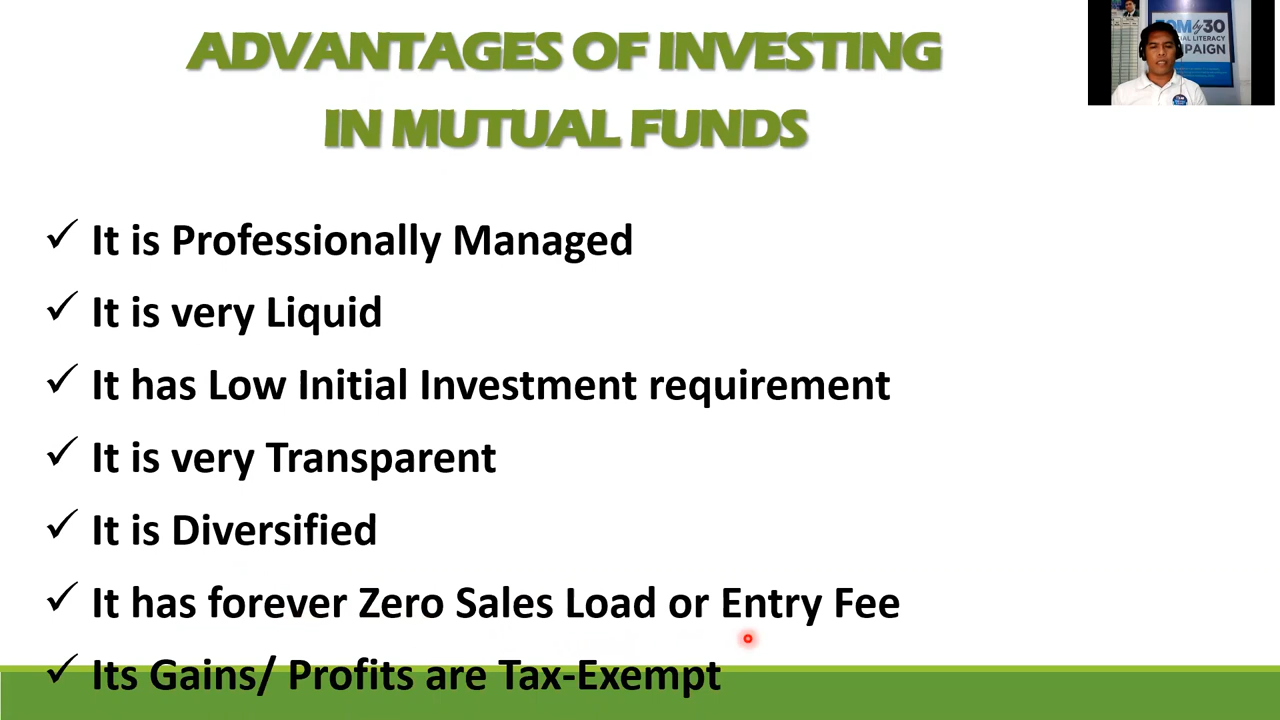 ADVANTAGES OF INVESTING
IN MUTUAL FUNDS
✓ It is Professionally Managed
✓ It is very Liquid
✓ It has Low Initial Investment requirement
✓ It is very Transparent
✓ It is Diversified
✓ It has forever Zero Sales Load or Entry Fee
✓ Its Gains/ Profits are Tax-Exempt
by30